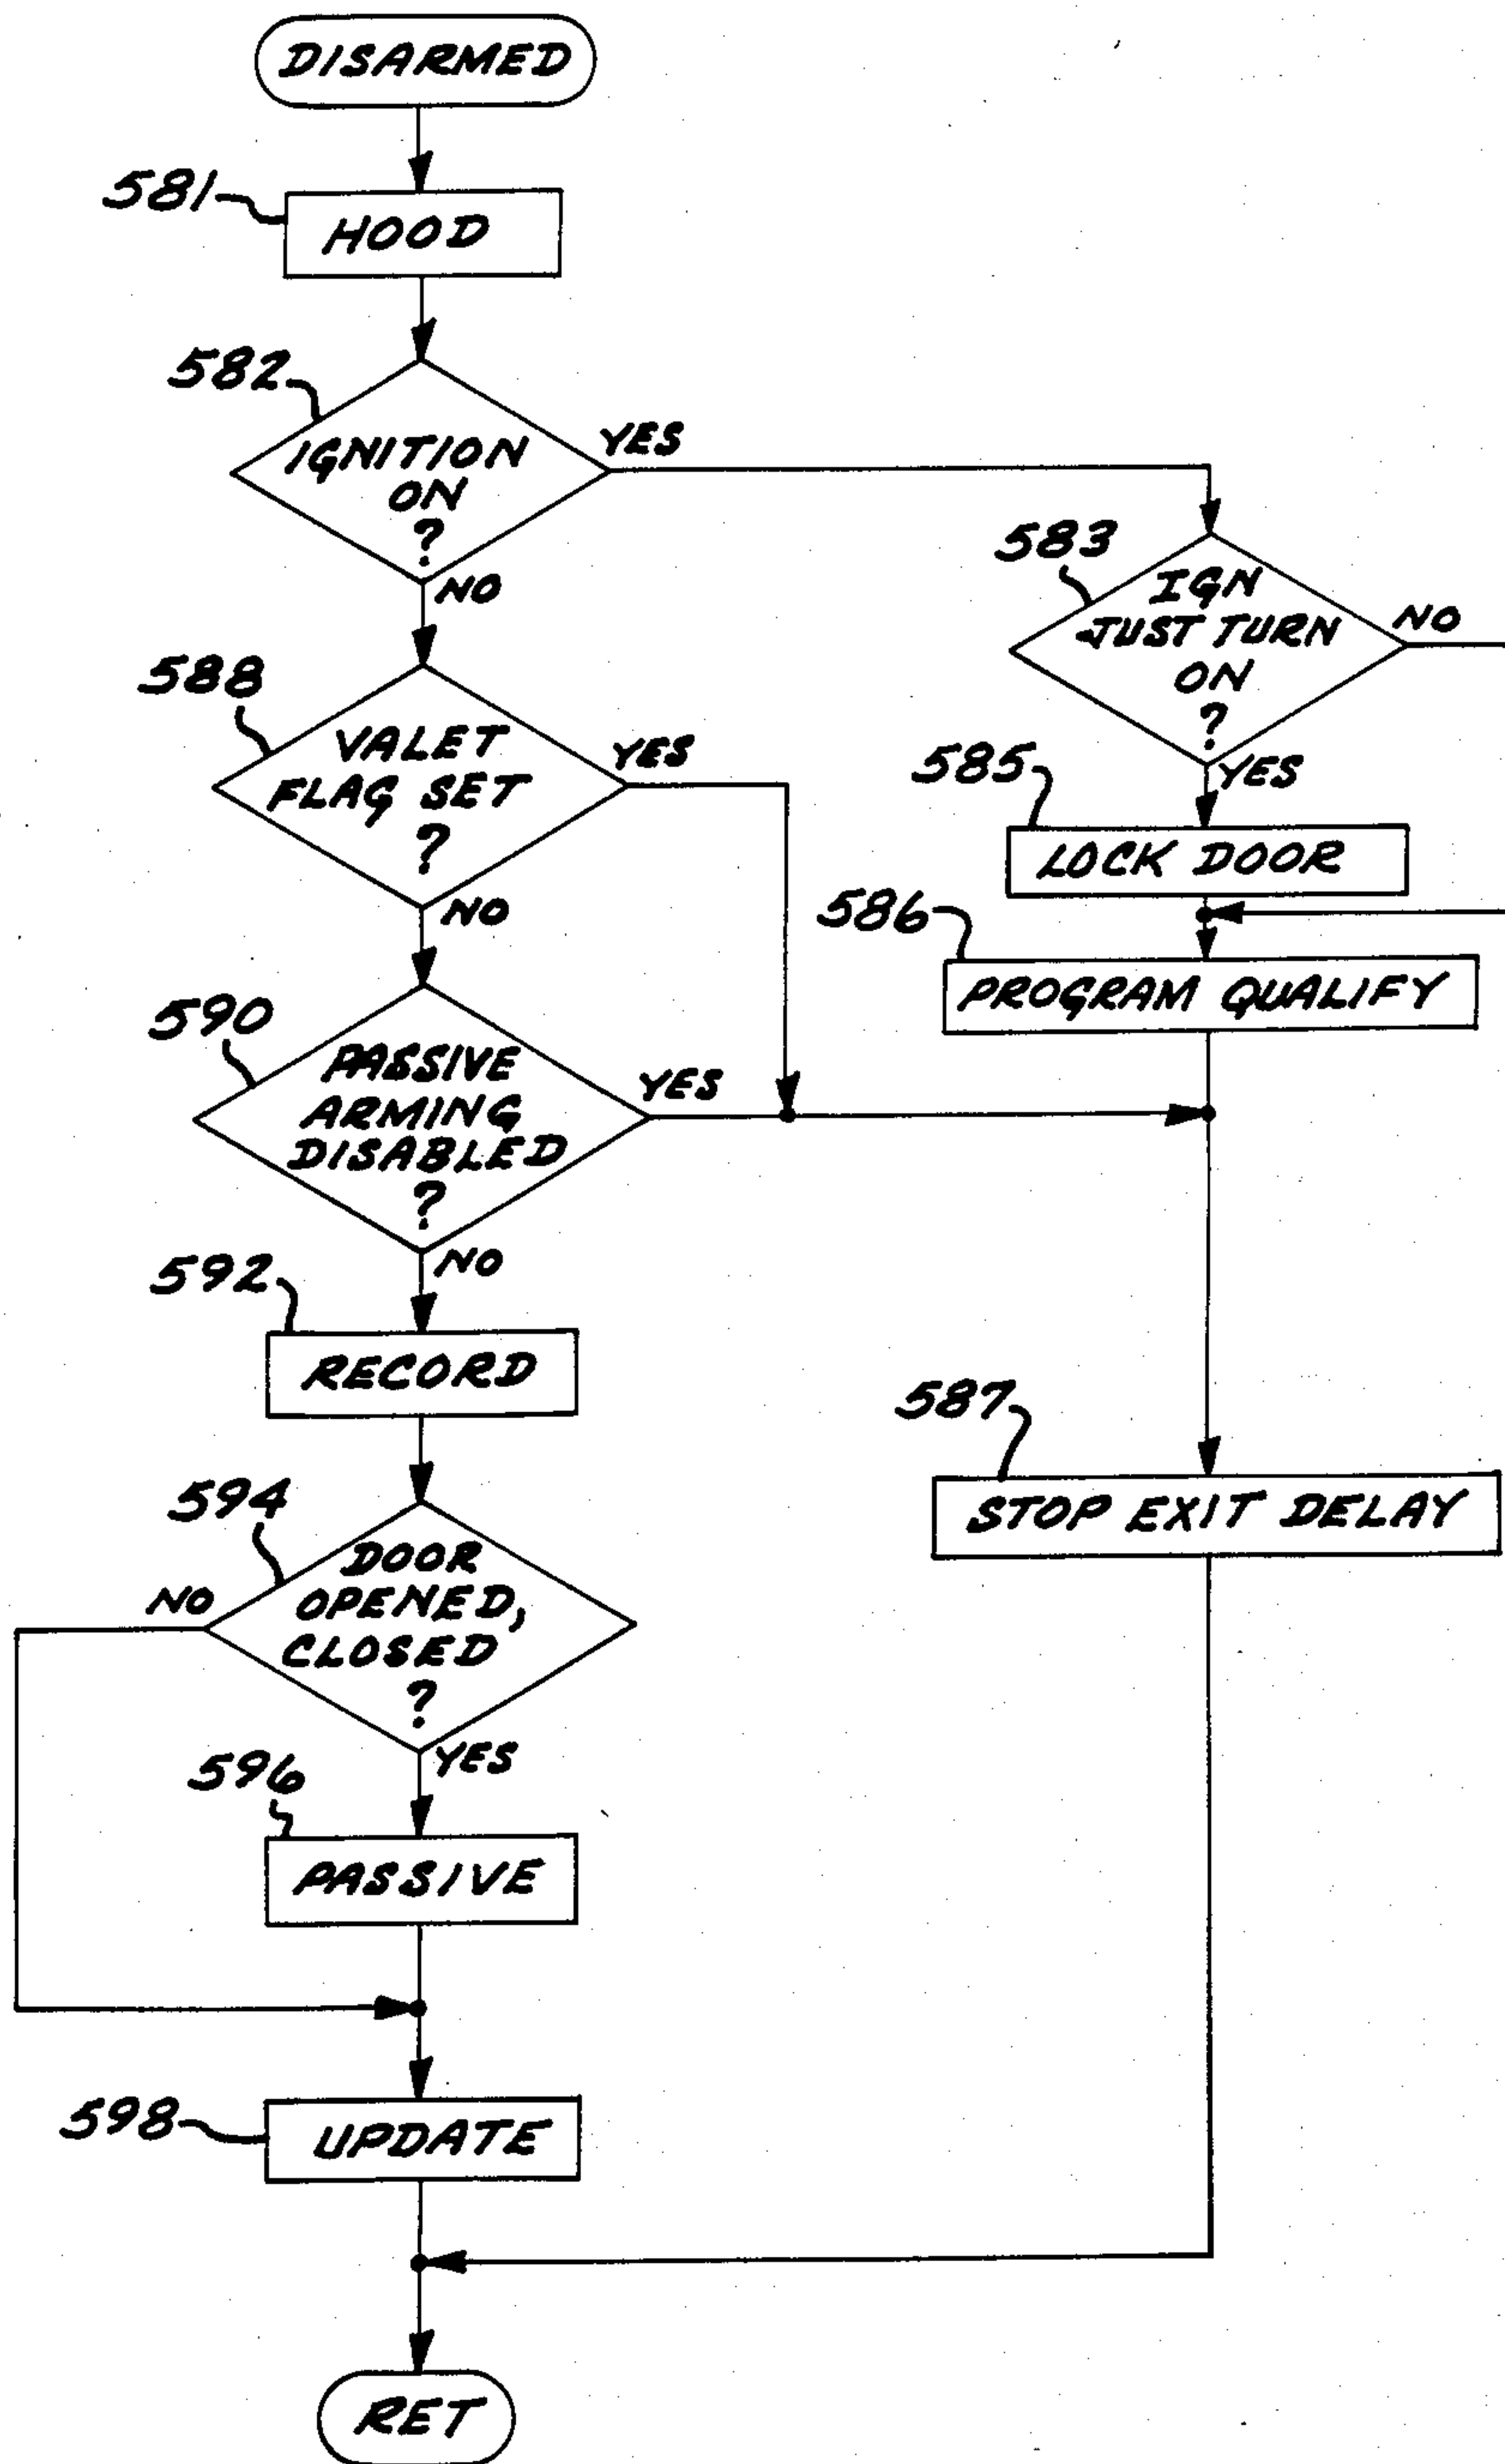 DISARMED
581
HOOD
582
IGNITION
ON
?
YES
NO
583
IGN
JUST TURN
ON
?
NO
YES
588
VALET
FLAG SET
?
YES
NO
585
LOCK DOOR
586
PROGRAM QUALIFY
590
PASSIVE
ARMING
DISABLED
?
YES
NO
592
RECORD
587
STOP EXIT DELAY
594
DOOR
OPENED,
CLOSED
?
NO
YES
596
PASSIVE
598
UPDATE
RET